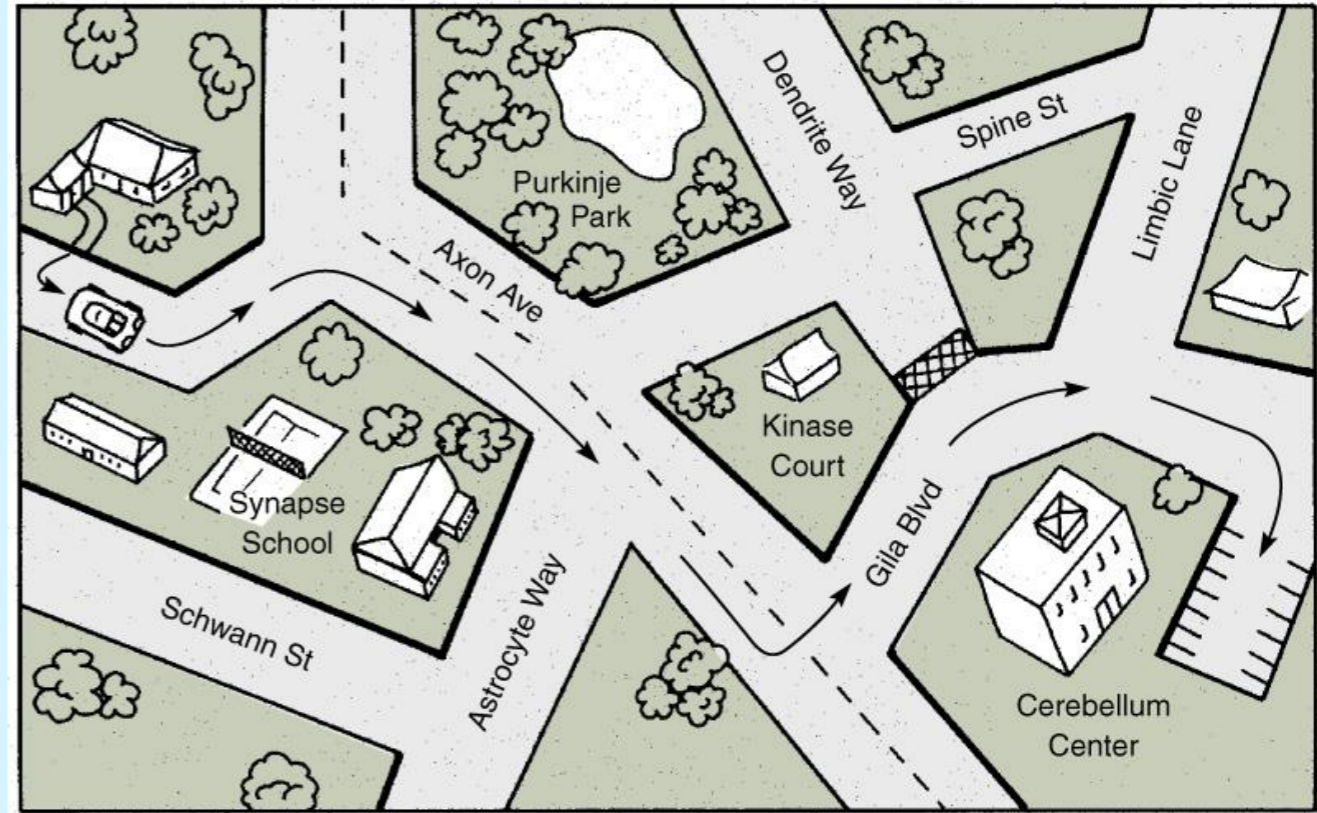 Dendrite Way
Spine St
Limbic Lane
Purkinje
Park
Axon Ave
Kinase
Court
Synapse
School
Gila Blvd
Schwann St
Astrocyte Way
Cerebellum
Center